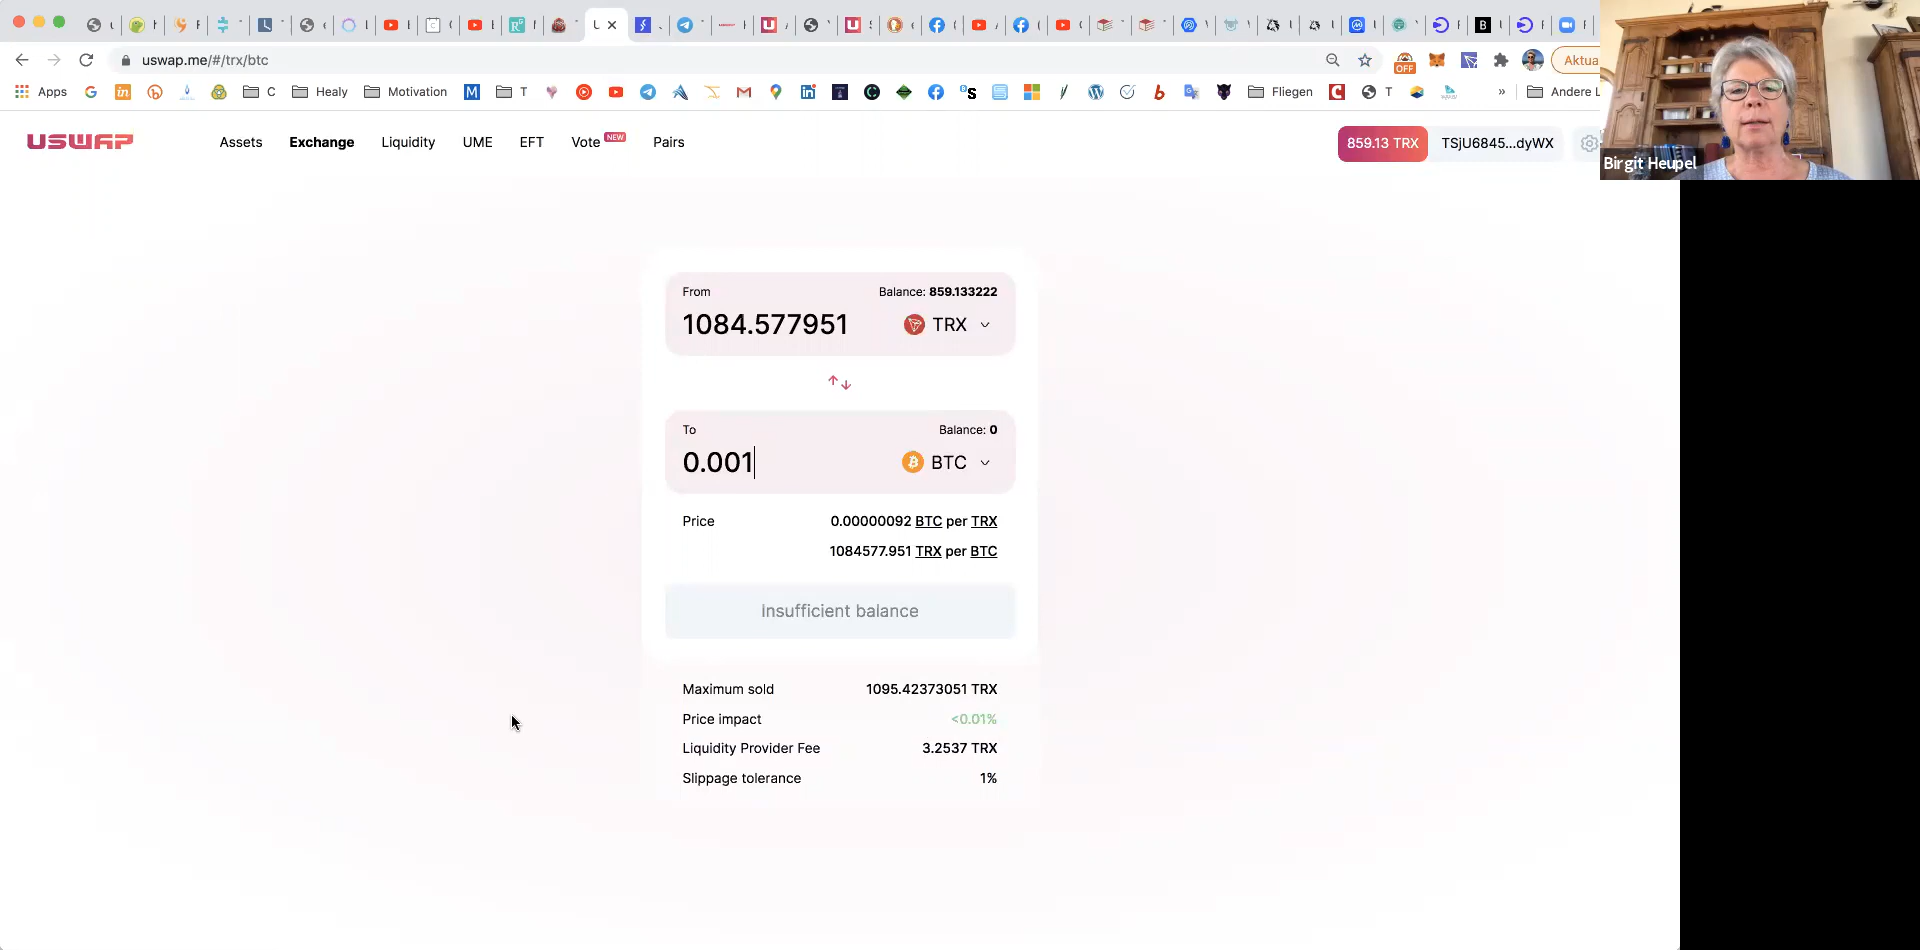 uswap.me/#/trx/btc
OFF
Aktua
Apps
C
Healy
Motivation
T
Fliegen
T
»
Andere L
USWAP
Assets
Exchange
Liquidity
UME
EFT
Vote NEW
Pairs
859.13 TRX
TSjU6845...dyWX
Birgit Heupel
From
Balance: 859.133222
1084.577951
TRX
To
Balance: 0
0.001
BTC
Price
0.00000092 BTC per TRX
1084577.951 TRX per BTC
Insufficient balance
Maximum sold
1095.42373051 TRX
Price impact
<0.01%
Liquidity Provider Fee
3.2537 TRX
Slippage tolerance
1%